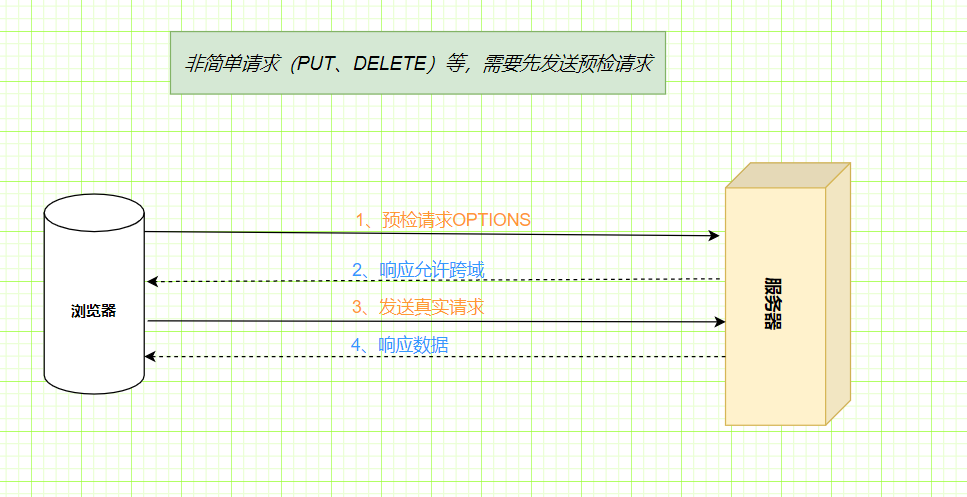 非简单请求（PUT、DELETE）等，需要先发送预检请求
1、预检请求OPTIONS
2、响应允许跨域
3、发送真实请求
4、响应数据
浏览器
服务器